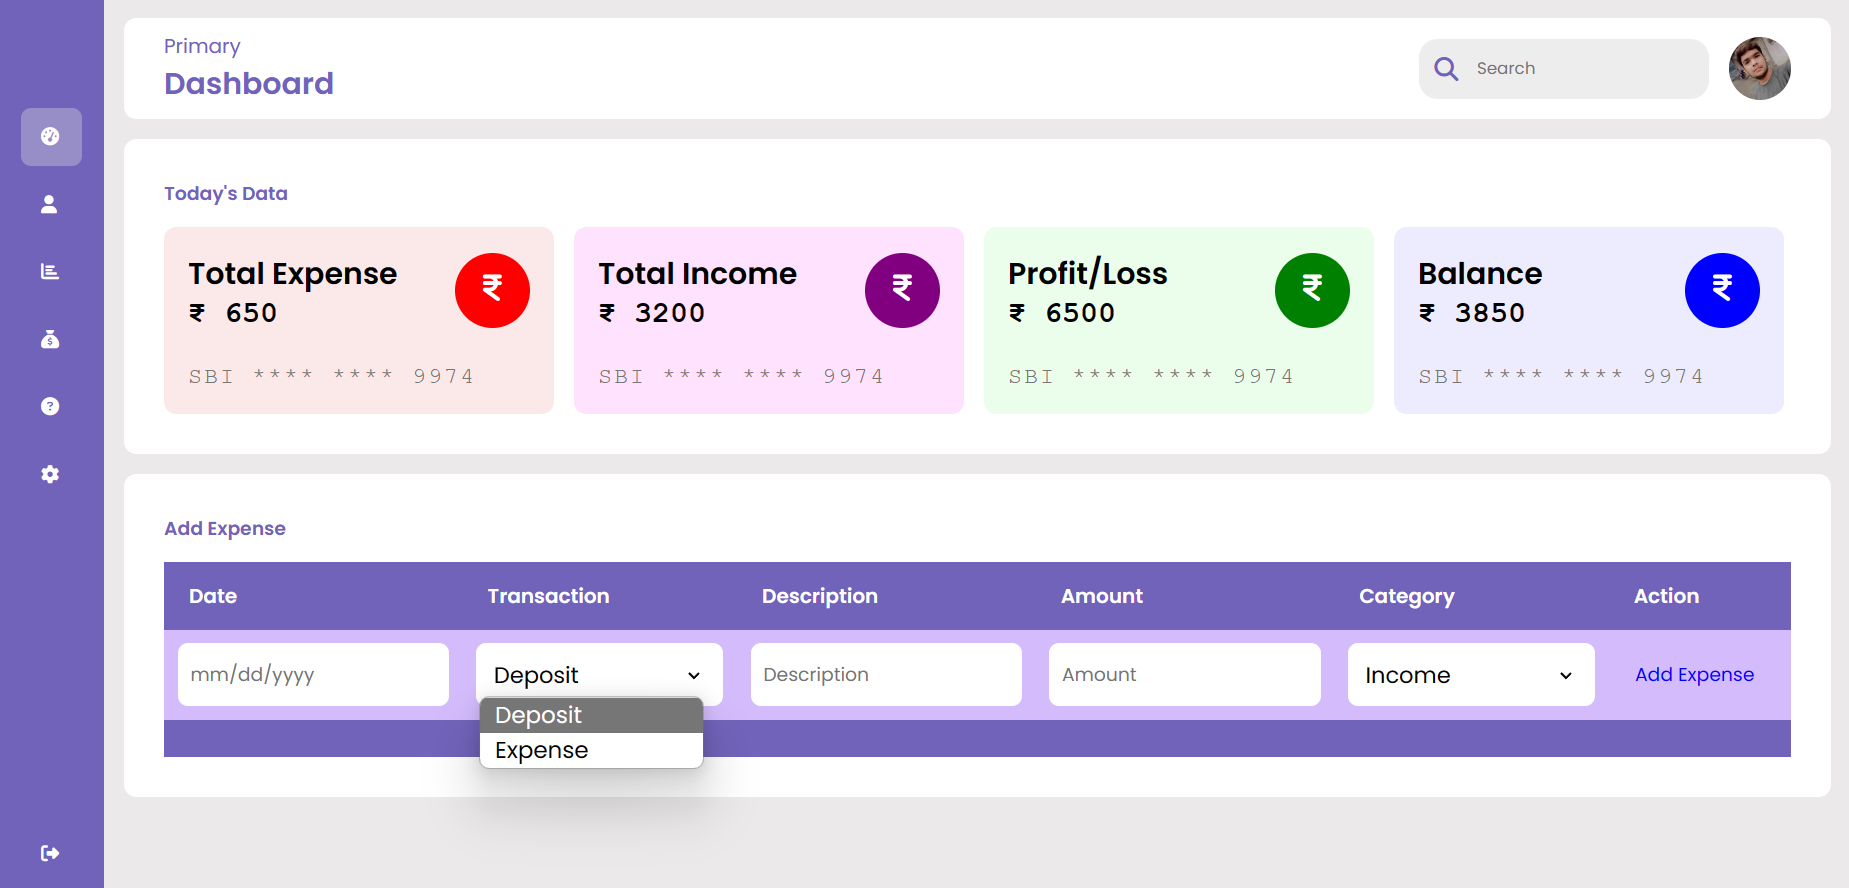 Primary
Dashboard
Search
Today's Data
Total Expense
₹ 650
SBI **** **** 9974
Total Income
₹ 3200
SBI **** **** 9974
Profit/Loss
₹ 6500
SBI **** **** 9974
Balance
₹ 3850
SBI **** **** 9974
Add Expense
Date Transaction Description Amount Category Action
mm/dd/yyyy Deposit Description Amount Income Add Expense
Deposit
Expense